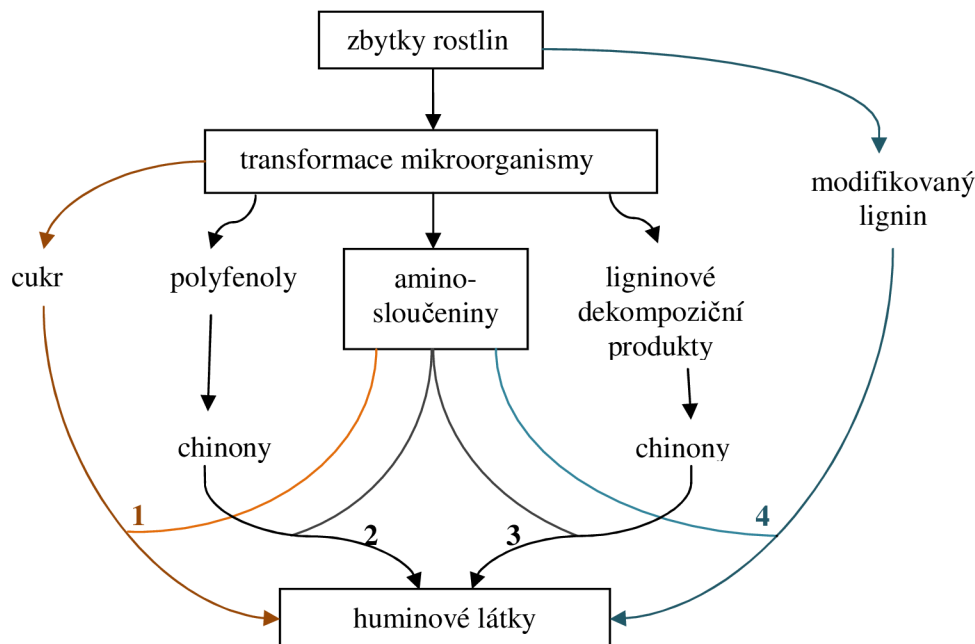 zbytky rostlin
transformace mikroorganismy
modifikovaný
lignin
cukr
polyfenoly
amino-
sloučeniny
ligninové
dekompoziční
produkty
chinony
chinony
1
2
3
4
huminové látky